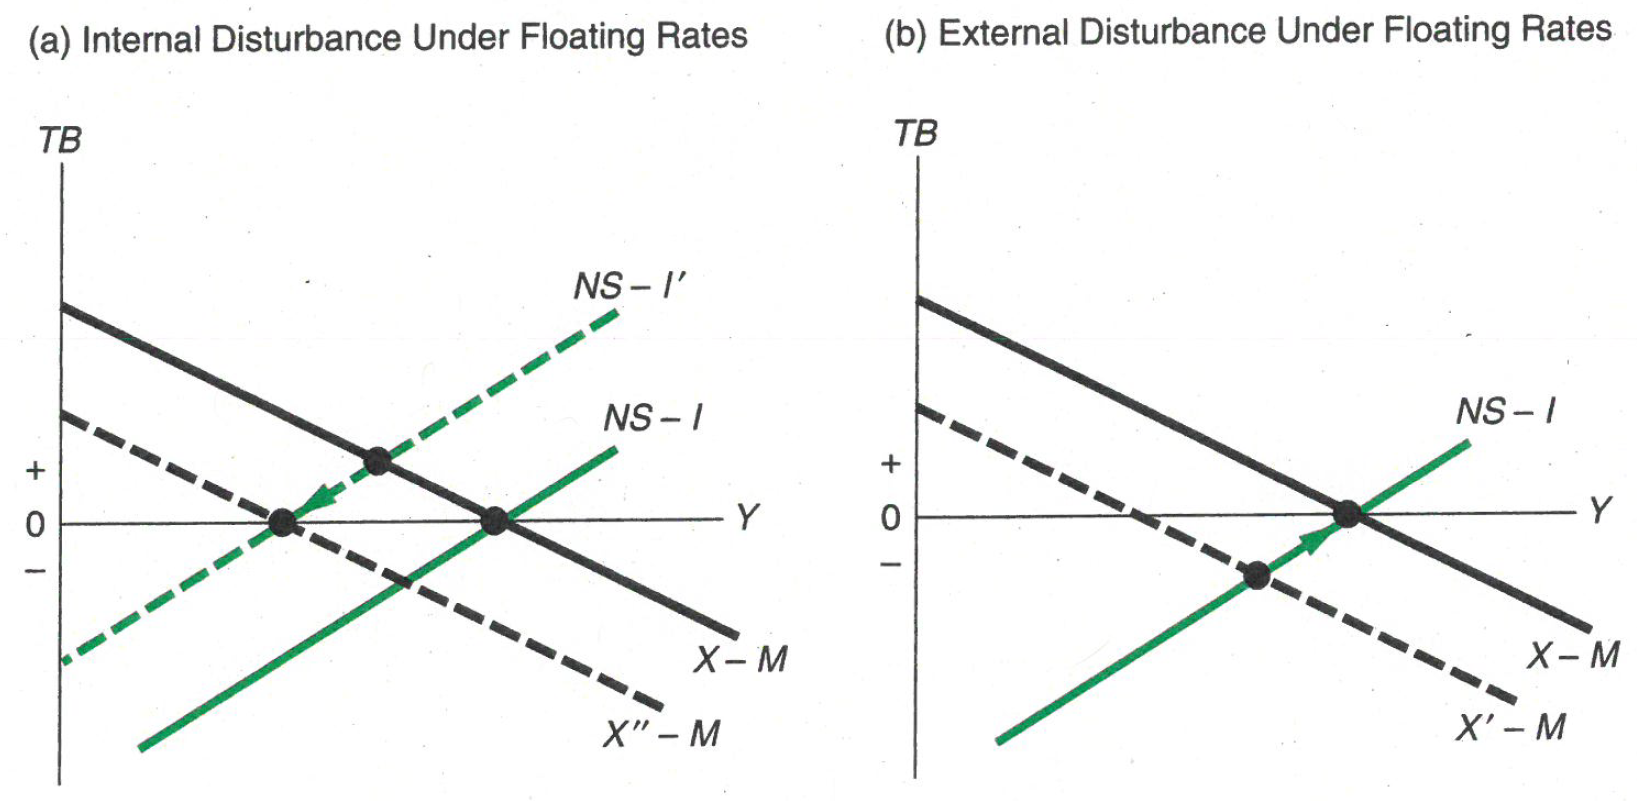 (a) Internal Disturbance Under Floating Rates
TB
NS – I′
NS – I
+
0
Y
–
X – M
X″ – M
(b) External Disturbance Under Floating Rates
TB
NS – I
+
0
Y
–
X – M
X′ – M